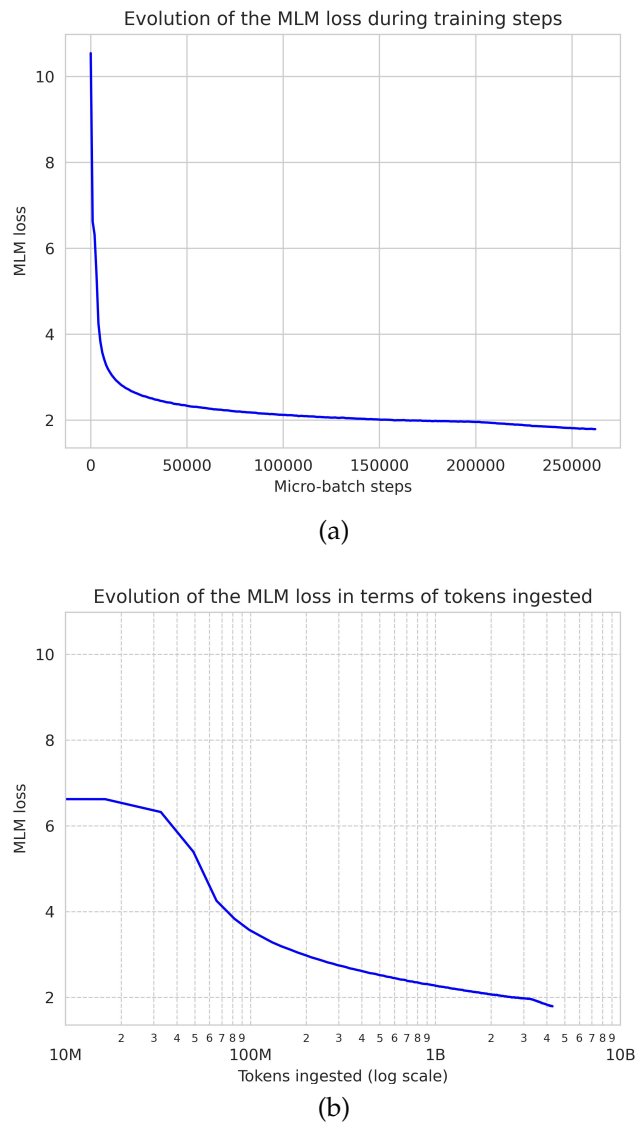 Evolution of the MLM loss during training steps
10
8
6
4
2
MLM loss
0 50000 100000 150000 200000 250000
Micro-batch steps
(a)
Evolution of the MLM loss in terms of tokens ingested
10
8
6
4
2
MLM loss
2 3 4 5 6 7 8 9 2 3 4 5 6 7 8 9 2 3 4 5 6 7 8 9
10M 100M 1B 10B
Tokens ingested (log scale)
(b)